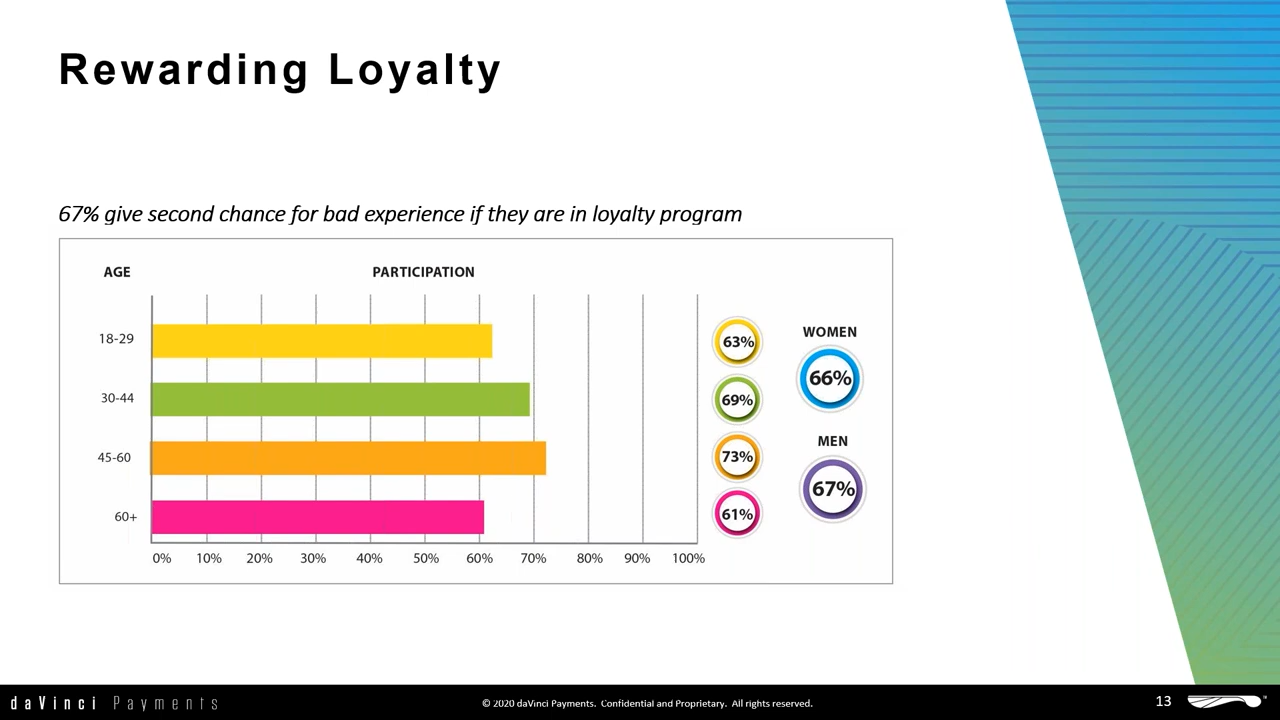 Rewarding Loyalty
67% give second chance for bad experience if they are in loyalty program
AGE PARTICIPATION
18-29 63%
30-44 69%
45-60 73%
60+ 61%
0% 10% 20% 30% 40% 50% 60% 70% 80% 90% 100%
WOMEN
66%
MEN
67%
daVinci Payments
© 2020 daVinci Payments. Confidential and Proprietary. All rights reserved.
13
™